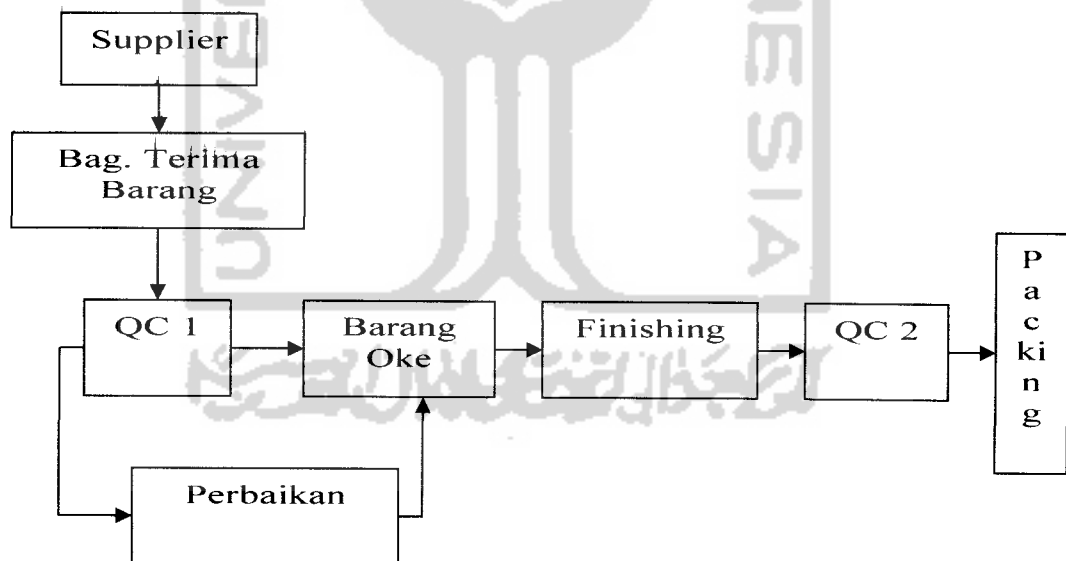 Supplier
Bag. Terima
Barang
QC 1
Barang
Oke
Finishing
QC 2
P
a
c
ki
n
g
Perbaikan